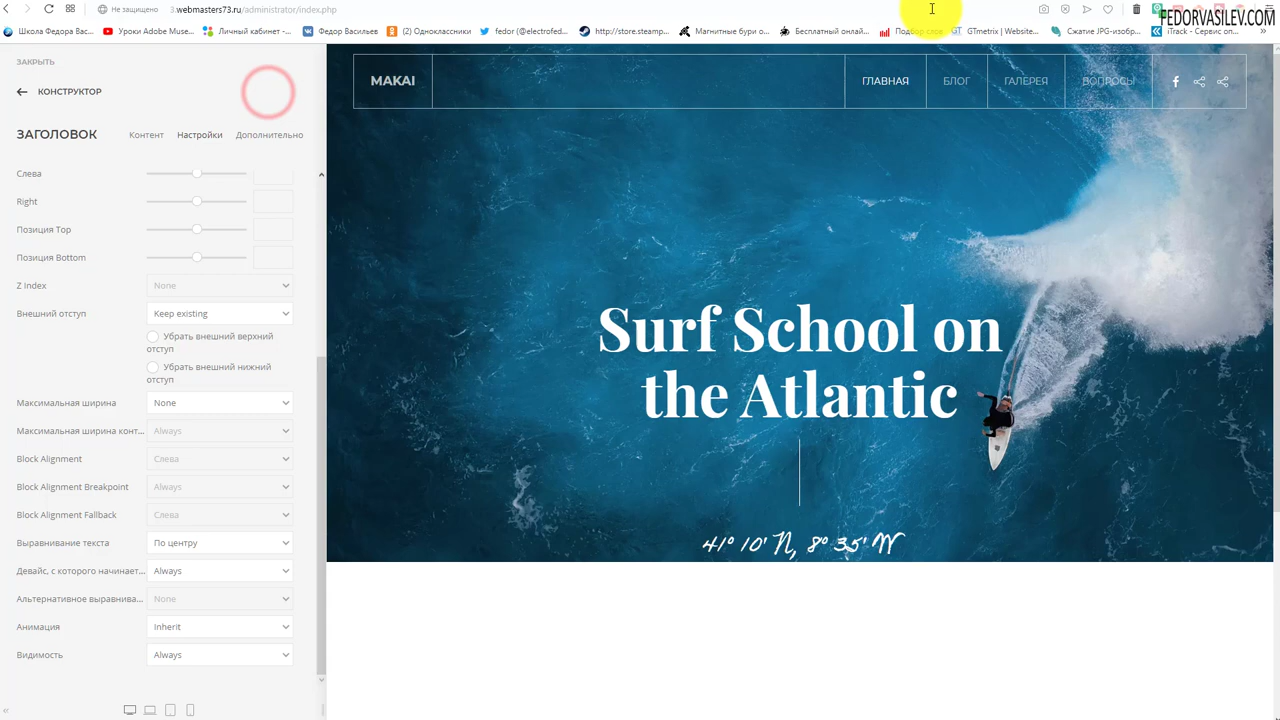 Не защищено 3.webmasters73.ru/administrator/index.php
FEDORVASILEV.COM
Школа Федора Вас...
Уроки Adobe Muse...
Личный кабинет -...
Федор Васильев
(2) Одноклассники
fedor (@electrofed...
http://store.steamp...
Магнитные бури о...
Бесплатный онлай...
Подбор слов
GTmetrix | Website...
Сжатие JPG-изобр...
iTrack - Сервис оп...
ЗАКРЫТЬ
КОНСТРУКТОР
ЗАГОЛОВОК
Контент
Настройки
Дополнительно
Слева
Right
Позиция Top
Позиция Bottom
Z Index
None
Внешний отступ
Keep existing
Убрать внешний верхний
отступ
Убрать внешний нижний
отступ
Максимальная ширина
None
Максимальная ширина конт...
Always
Block Alignment
Слева
Block Alignment Breakpoint
Always
Block Alignment Fallback
Слева
Выравнивание текста
По центру
Девайс, с которого начинает...
Always
Альтернативное выравнива...
None
Анимация
Inherit
Видимость
Always
MAKAI
ГЛАВНАЯ
БЛОГ
ГАЛЕРЕЯ
ВОПРОСЫ
Surf School on
the Atlantic
41° 10' N, 8° 35' W